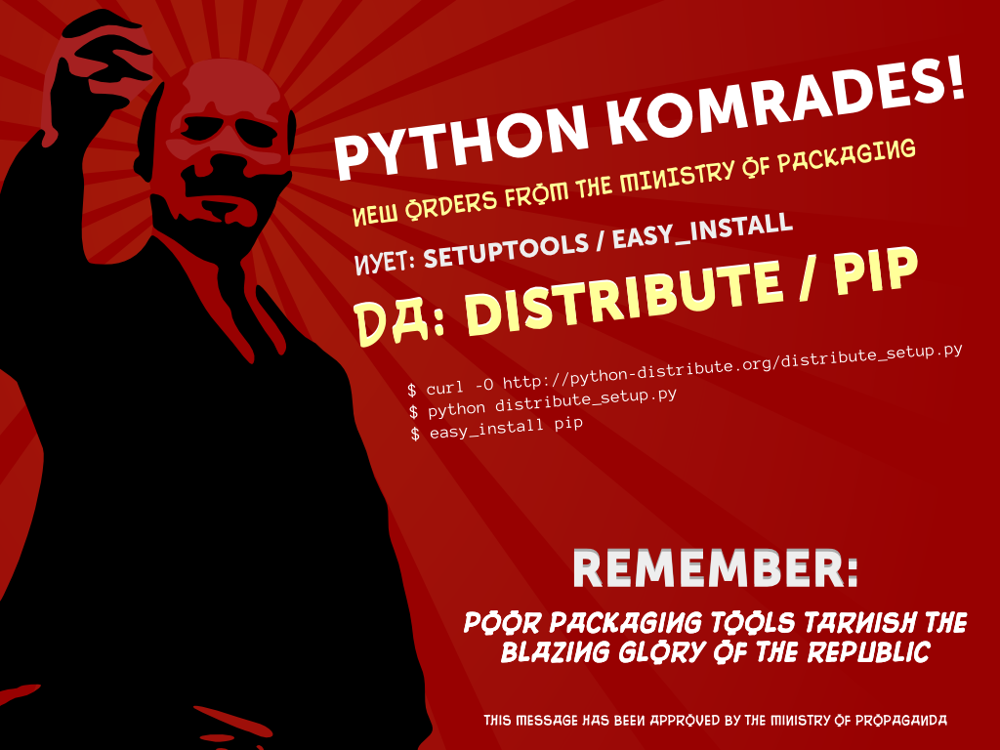 PYTHON KOMRADES!
NEW ORDERS FROM THE MINISTRY OF PACKAGING
NYET: SETUPTOOLS / EASY_INSTALL
DA: DISTRIBUTE / PIP
$ curl -O http://python-distribute.org/distribute_setup.py
$ python distribute_setup.py
$ easy_install pip
REMEMBER:
POOR PACKAGING TOOLS TARNISH THE
BLAZING GLORY OF THE REPUBLIC
THIS MESSAGE HAS BEEN APPROVED BY THE MINISTRY OF PROPAGANDA